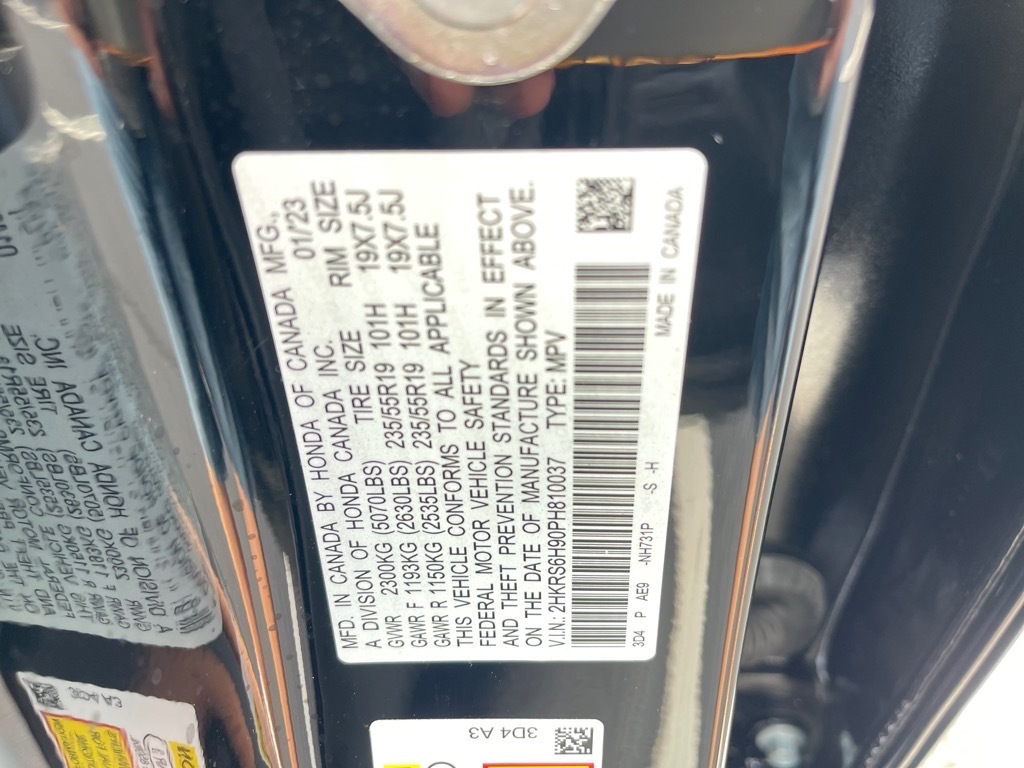 MFD. IN CANADA BY HONDA OF CANADA MFG.,
A DIVISION OF HONDA CANADA INC. 01/23
TIRE SIZE RIM SIZE
GVWR 2300KG (5070LBS)
GAWR F 1193KG (2630LBS) 235/55R19 101H 19X7.5J
GAWR R 1150KG (2535LBS) 235/55R19 101H 19X7.5J
THIS VEHICLE CONFORMS TO ALL APPLICABLE
FEDERAL MOTOR VEHICLE SAFETY
AND THEFT PREVENTION STANDARDS IN EFFECT
ON THE DATE OF MANUFACTURE SHOWN ABOVE.
V.I.N.: 2HKRS6H90PH810037 TYPE: MPV
3D4 P AE9 -NH731P -S -H
MADE IN CANADA
3D4 A3